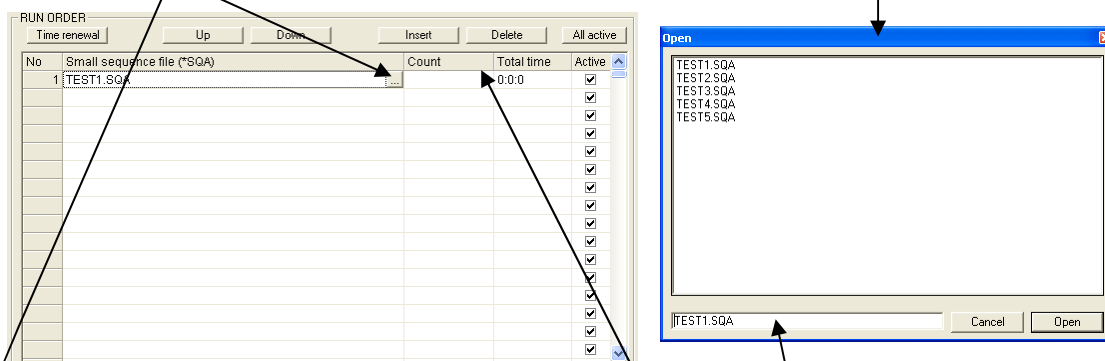 RUN ORDER
Time renewal Up Down Insert Delete All active
No Small sequence file (*SQA) Count Total time Active
1 TEST1.SQA ... 0:0:0
Open
TEST1.SQA
TEST2.SQA
TEST3.SQA
TEST4.SQA
TEST5.SQA
TEST1.SQA Cancel Open